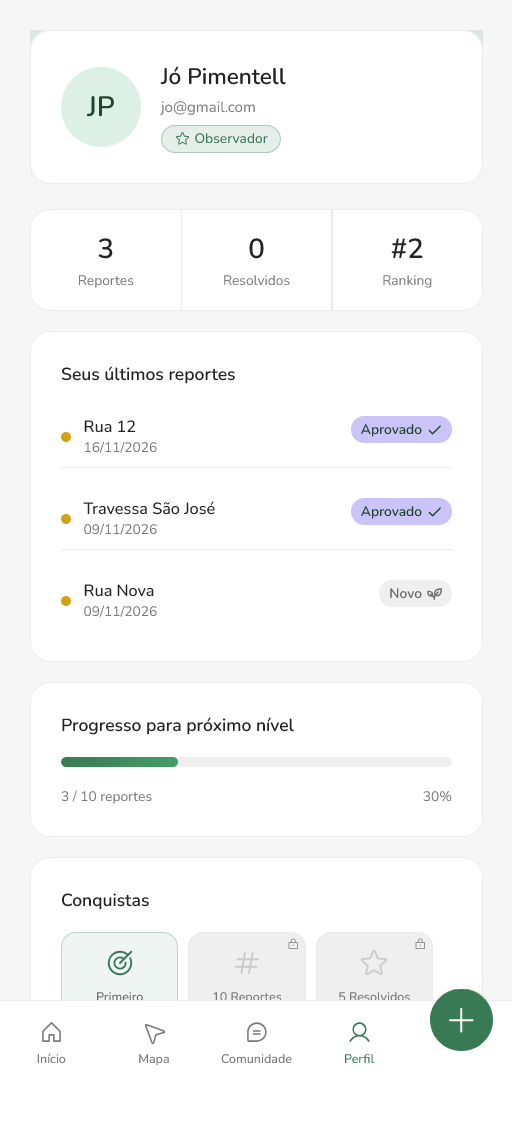 JP
Jó Pimentell
jo@gmail.com
Observador
3
Reportes
0
Resolvidos
#2
Ranking
Seus últimos reportes
Rua 12
16/11/2026
Aprovado
Travessa São José
09/11/2026
Aprovado
Rua Nova
09/11/2026
Novo
Progresso para próximo nível
3 / 10 reportes
30%
Conquistas
Primeiro
10 Reportes
5 Resolvidos
Início
Mapa
Comunidade
Perfil